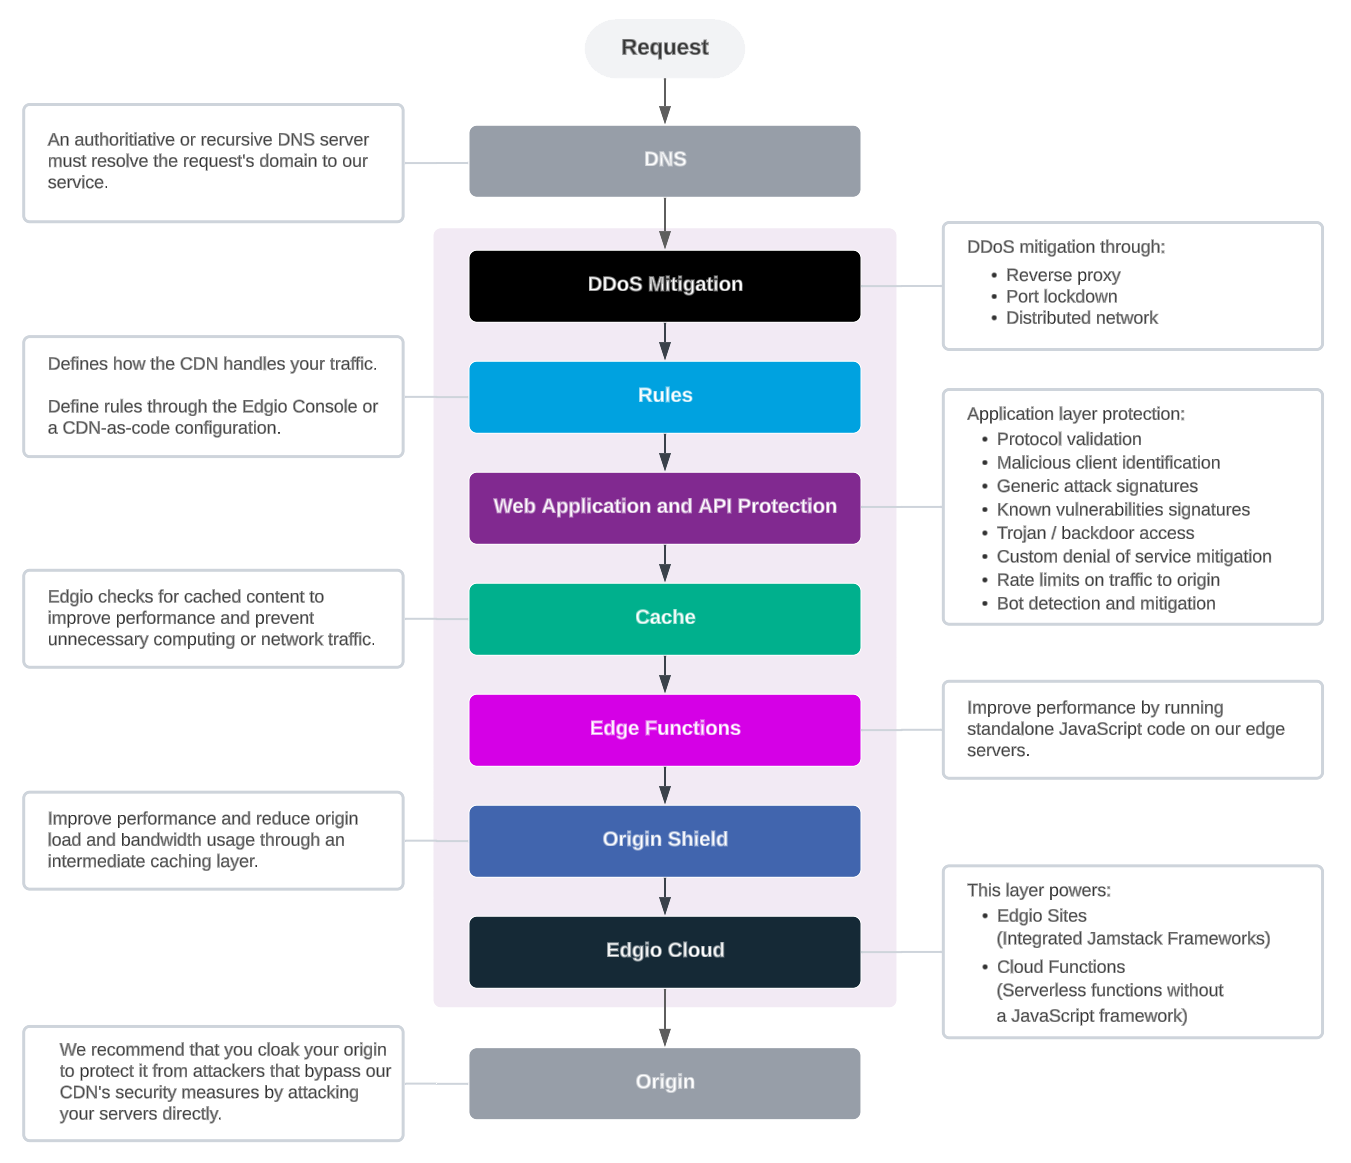 Request
An authoritiative or recursive DNS server
must resolve the request's domain to our
service.
DNS
DDoS Mitigation
DDoS mitigation through:
• Reverse proxy
• Port lockdown
• Distributed network
Defines how the CDN handles your traffic.
Define rules through the Edgio Console or
a CDN-as-code configuration.
Rules
Web Application and API Protection
Application layer protection:
• Protocol validation
• Malicious client identification
• Generic attack signatures
• Known vulnerabilities signatures
• Trojan / backdoor access
• Custom denial of service mitigation
• Rate limits on traffic to origin
• Bot detection and mitigation
Edgio checks for cached content to
improve performance and prevent
unnecessary computing or network traffic.
Cache
Edge Functions
Improve performance by running
standalone JavaScript code on our edge
servers.
Improve performance and reduce origin
load and bandwidth usage through an
intermediate caching layer.
Origin Shield
Edgio Cloud
This layer powers:
• Edgio Sites
(Integrated Jamstack Frameworks)
• Cloud Functions
(Serverless functions without
a JavaScript framework)
We recommend that you cloak your origin
to protect it from attackers that bypass our
CDN's security measures by attacking
your servers directly.
Origin